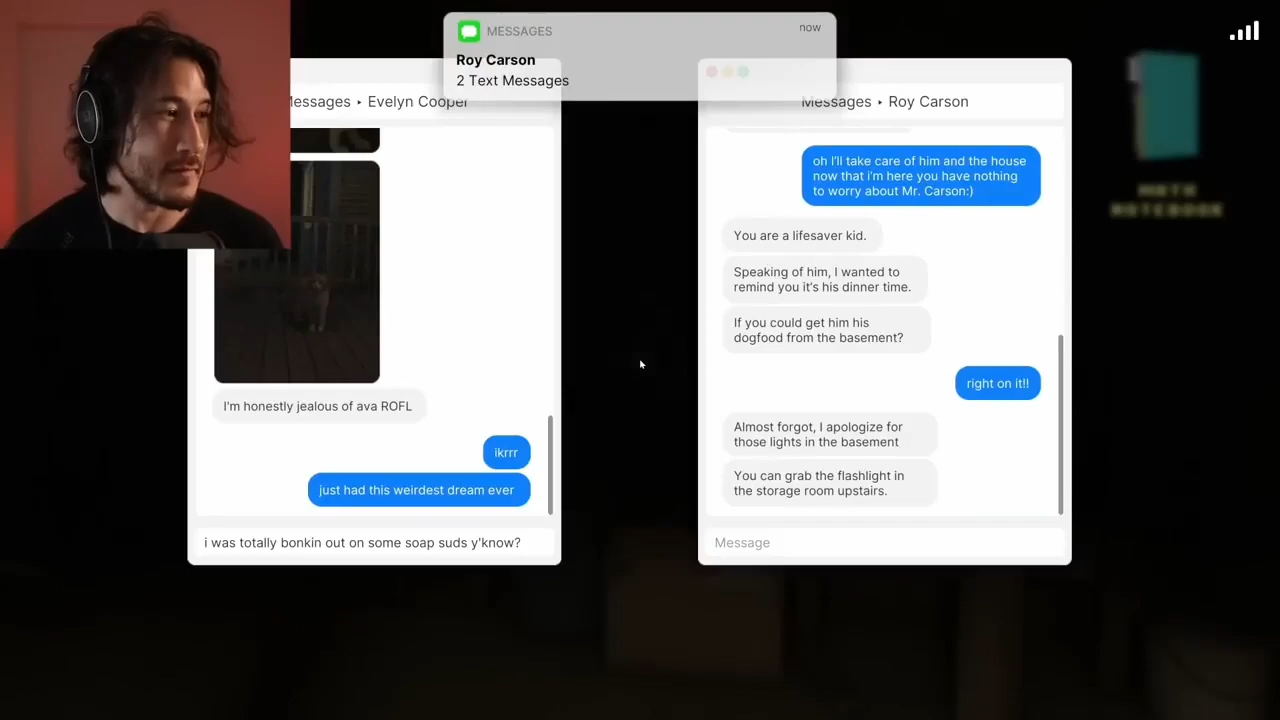 MESSAGES
now
Roy Carson
2 Text Messages
Messages ‣ Evelyn Cooper
I'm honestly jealous of ava ROFL
ikrrr
just had this weirdest dream ever
i was totally bonkin out on some soap suds y'know?
Messages ‣ Roy Carson
oh i'll take care of him and the house
now that i'm here you have nothing
to worry about Mr. Carson:)
You are a lifesaver kid.
Speaking of him, I wanted to
remind you it's his dinner time.
If you could get him his
dogfood from the basement?
right on it!!
Almost forgot, I apologize for
those lights in the basement
You can grab the flashlight in
the storage room upstairs.
Message
MATH
NOTEBOOK